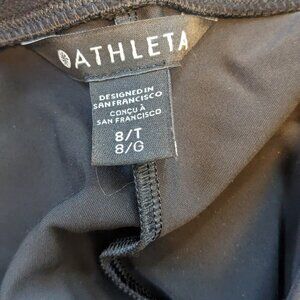 ATHLETA
DESIGNED IN
SAN FRANCISCO
CONÇU À
SAN FRANCISCO
8/T
8/G